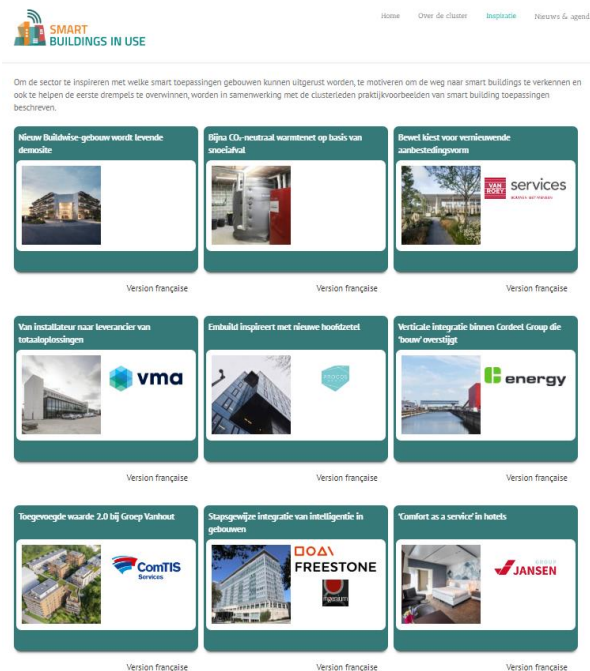 SMART
BUILDINGS IN USE
Home Over de cluster Inspiratie Nieuws & agend
Om de sector te inspireren met welke smart toepassingen gebouwen kunnen uitgerust worden, te motiveren om de weg naar smart buildings te verkennen en
ook te helpen de eerste drempels te overwinnen, worden in samenwerking met de clusterleden praktijkvoorbeelden van smart building toepassingen
beschreven.
Nieuw Buildwise-gebouw wordt levende
demosite
Bijna CO₂-neutraal warmtenet op basis van
snoeiafval
Bewel kiest voor vernieuwende
aanbestedingsvorm
VAN
ROEY
services
Version française
Version française
Version française
Van installateur naar leverancier van
totaaloplossingen
vma
Embuild inspireert met nieuwe hoofdzetel
Verticale integratie binnen Cordeel Group die
'bouw' overstijgt
energy
Version française
Version française
Version française
Toegevoegde waarde 2.0 bij Groep Vanhout
ComTIS
Services
Stapsgewijze integratie van intelligentie in
gebouwen
FREESTONE
'Comfort as a service' in hotels
JANSEN
Version française
Version française
Version française